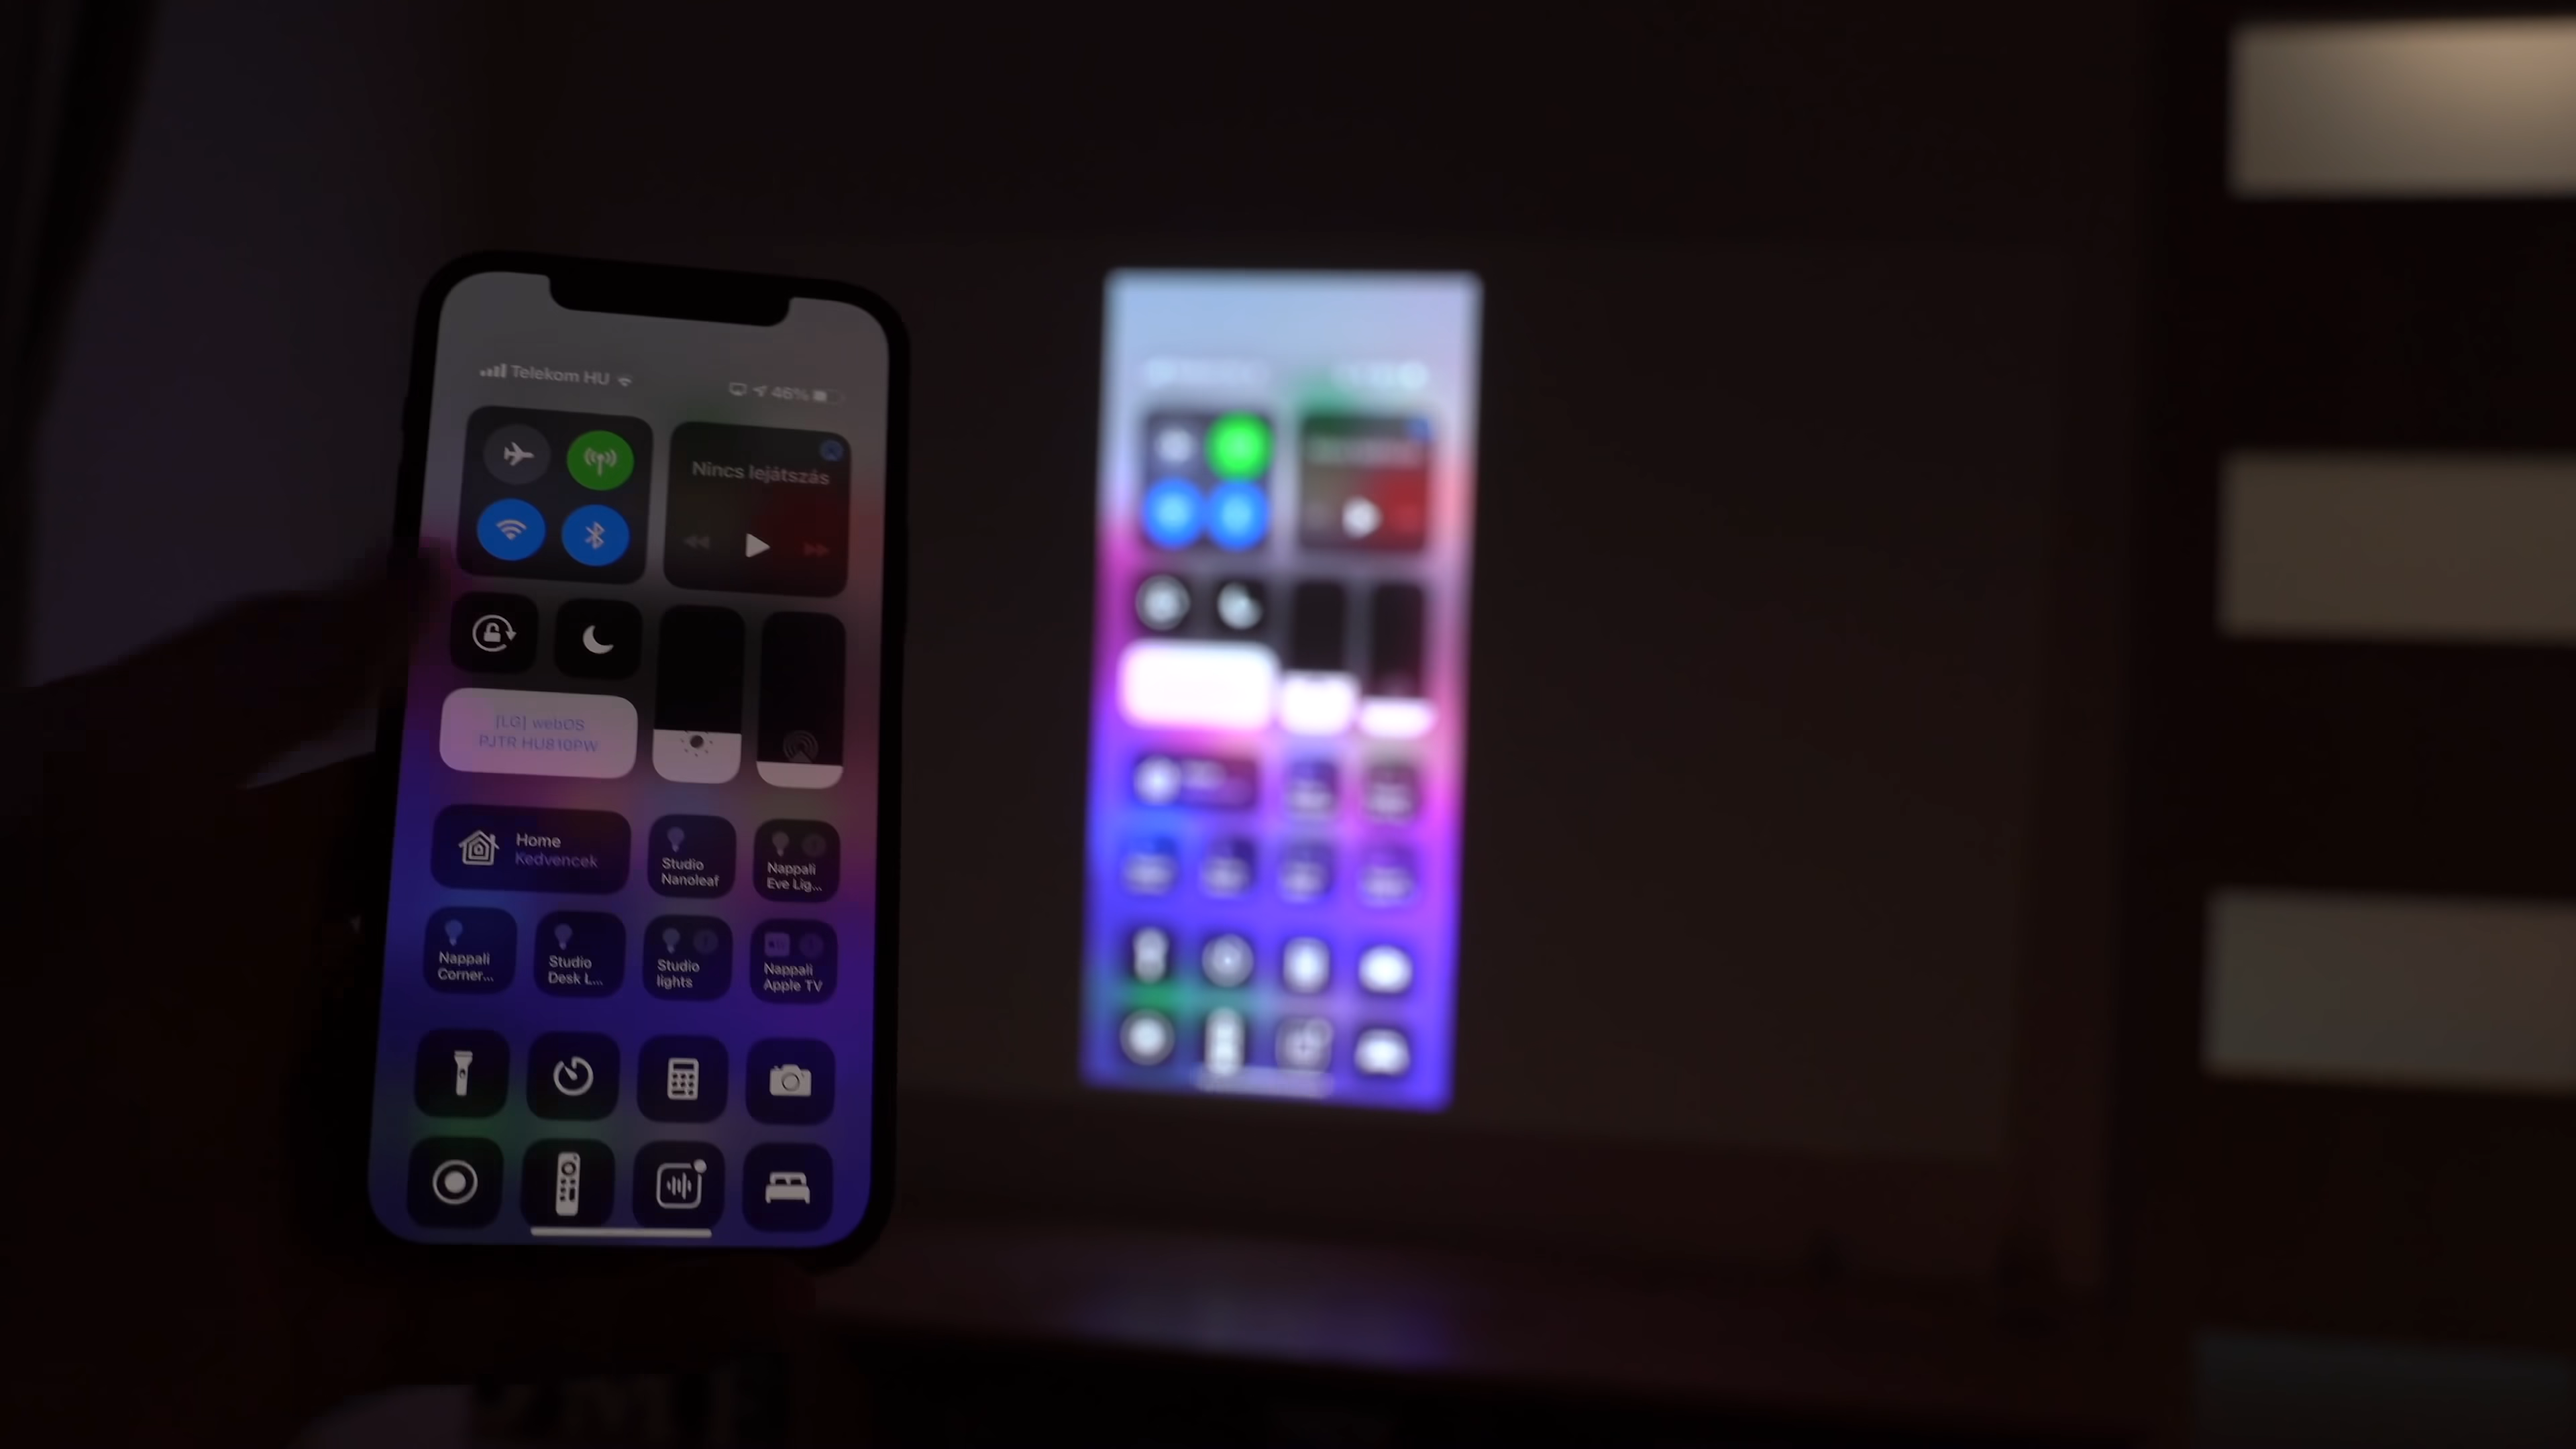 Telekom HU
46%
Nincs lejátszás
[LG] webOS
PJTR HU810PW
Home
Kedvencek
Studio
Nanoleaf
Nappali
Eve Lig...
Nappali
Corner...
Studio
Desk L...
Studio
lights
Nappali
Apple TV